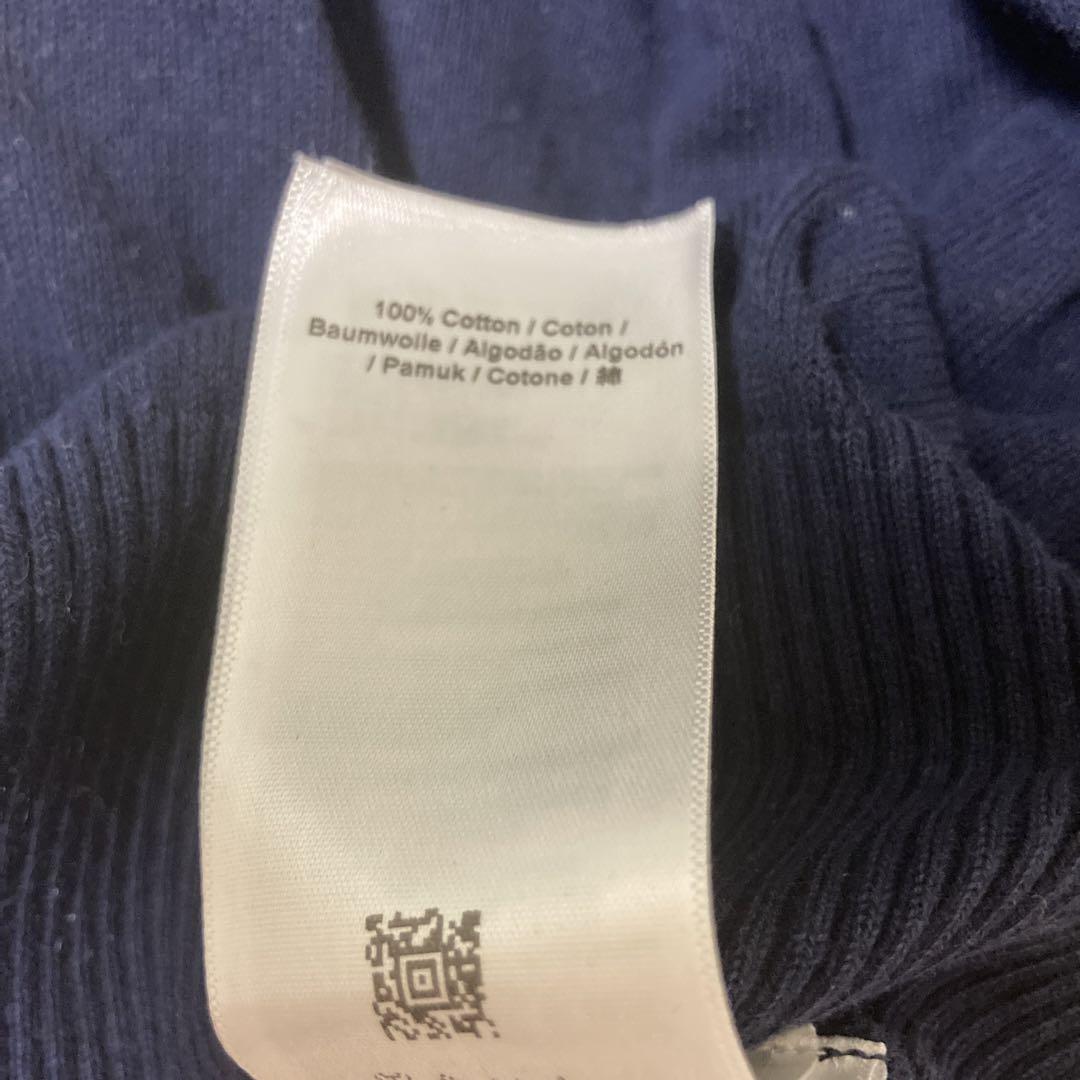 100% Cotton / Coton /
Baumwolle / Algodão / Algodón
/ Pamuk / Cotone / 綿